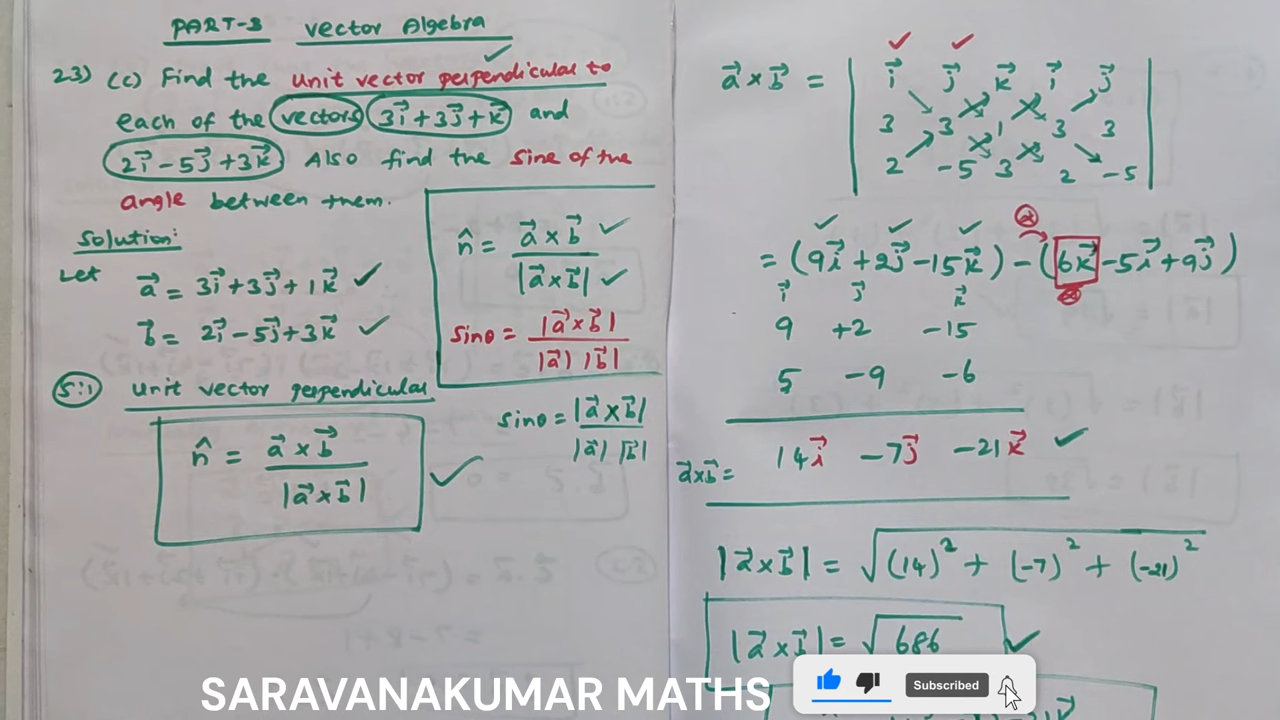 PART-B vector Algebra
23) (c) Find the unit vector perpendicular to
each of the vectors 3i⃗+3j⃗+k⃗ and
2i⃗-5j⃗+3k⃗ Also find the sine of the
angle between them.
Solution:
Let a⃗ = 3i⃗+3j⃗+1k⃗ ✓
b⃗ = 2i⃗-5j⃗+3k⃗ ✓
n̂ = a⃗ x b⃗ ✓
|a⃗ x b⃗| ✓
sinθ = |a⃗ x b⃗|
|a⃗| |b⃗|
S:1 unit vector perpendicular
n̂ = a⃗ x b⃗
|a⃗ x b⃗| ✓
sinθ = |a⃗ x b⃗|
|a⃗| |b⃗|
a⃗ x b⃗ = | i⃗ j⃗ k⃗ i⃗ j⃗ |
3 3 1 3 3
2 -5 3 2 -5
= (9i⃗+2j⃗-15k⃗) - (6k⃗-5i⃗+9j⃗)
i⃗ j⃗ k⃗
9 +2 -15
5 -9 -6
a⃗xb⃗ = 14i⃗ -7j⃗ -21k⃗ ✓
|a⃗xb⃗| = √(14)² + (-7)² + (-21)²
|a⃗xb⃗| = √686 ✓
SARAVANAKUMAR MATHS
Subscribed